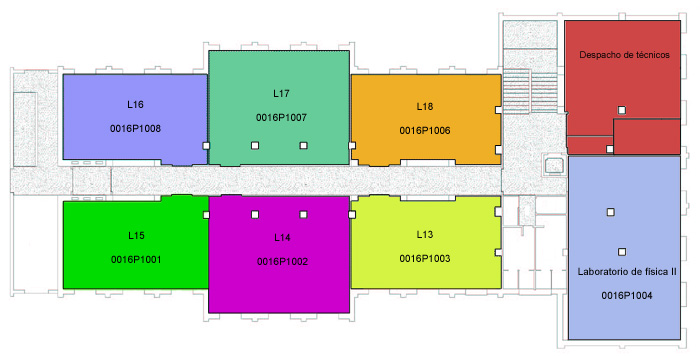 Despacho de técnicos
L16
0016P1008
L17
0016P1007
L18
0016P1006
L15
0016P1001
L14
0016P1002
L13
0016P1003
Laboratorio de física II
0016P1004